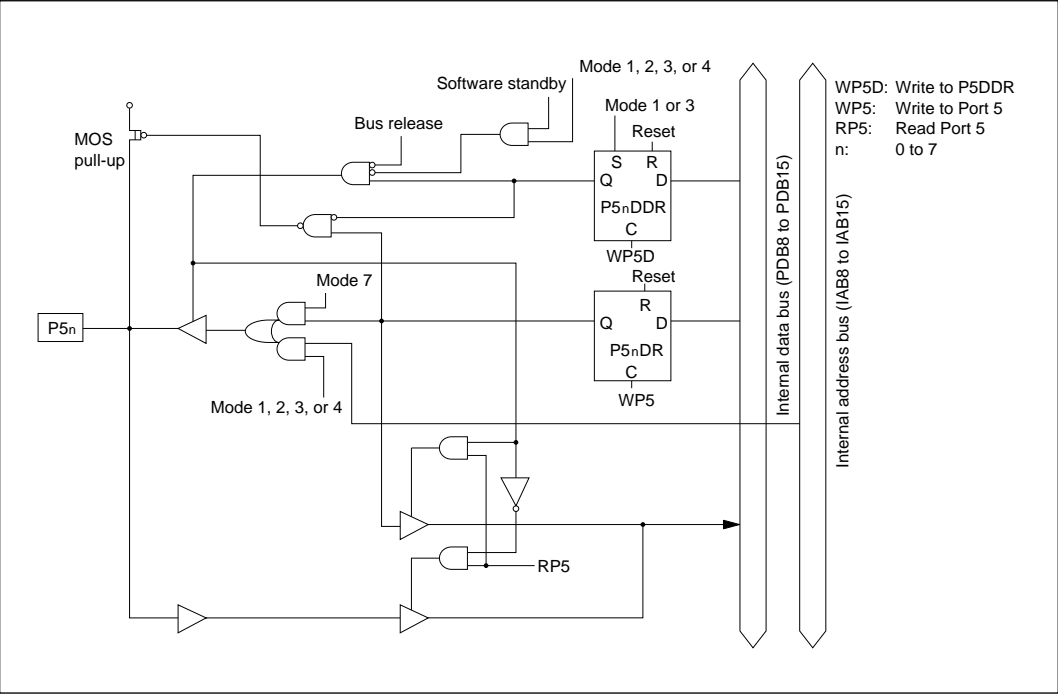 Mode 1, 2, 3, or 4
Software standby
WP5D: Write to P5DDR
WP5: Write to Port 5
RP5: Read Port 5
n: 0 to 7
Mode 1 or 3
Bus release
Reset
MOS
pull-up
S R
Q D
P5nDDR
C
WP5D
Reset
Mode 7
R
P5n
Q D
P5nDR
C
WP5
Mode 1, 2, 3, or 4
RP5
Internal data bus (PDB8 to PDB15)
Internal address bus (IAB8 to IAB15)